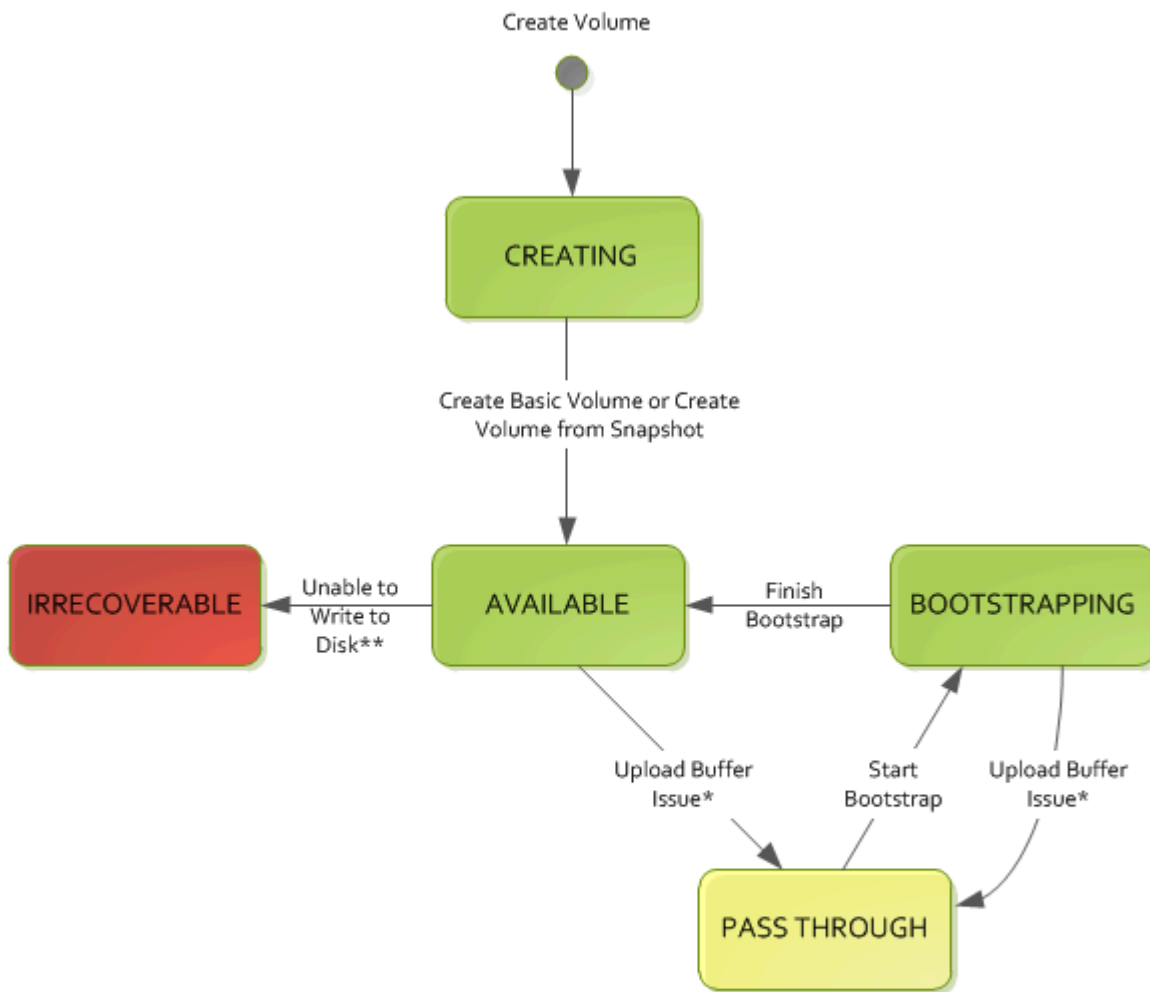 Create Volume
CREATING
Create Basic Volume or Create
Volume from Snapshot
IRRECOVERABLE
Unable to
Write to
Disk**
AVAILABLE
Finish
Bootstrap
BOOTSTRAPPING
Upload Buffer
Issue*
Start
Bootstrap
Upload Buffer
Issue*
PASS THROUGH